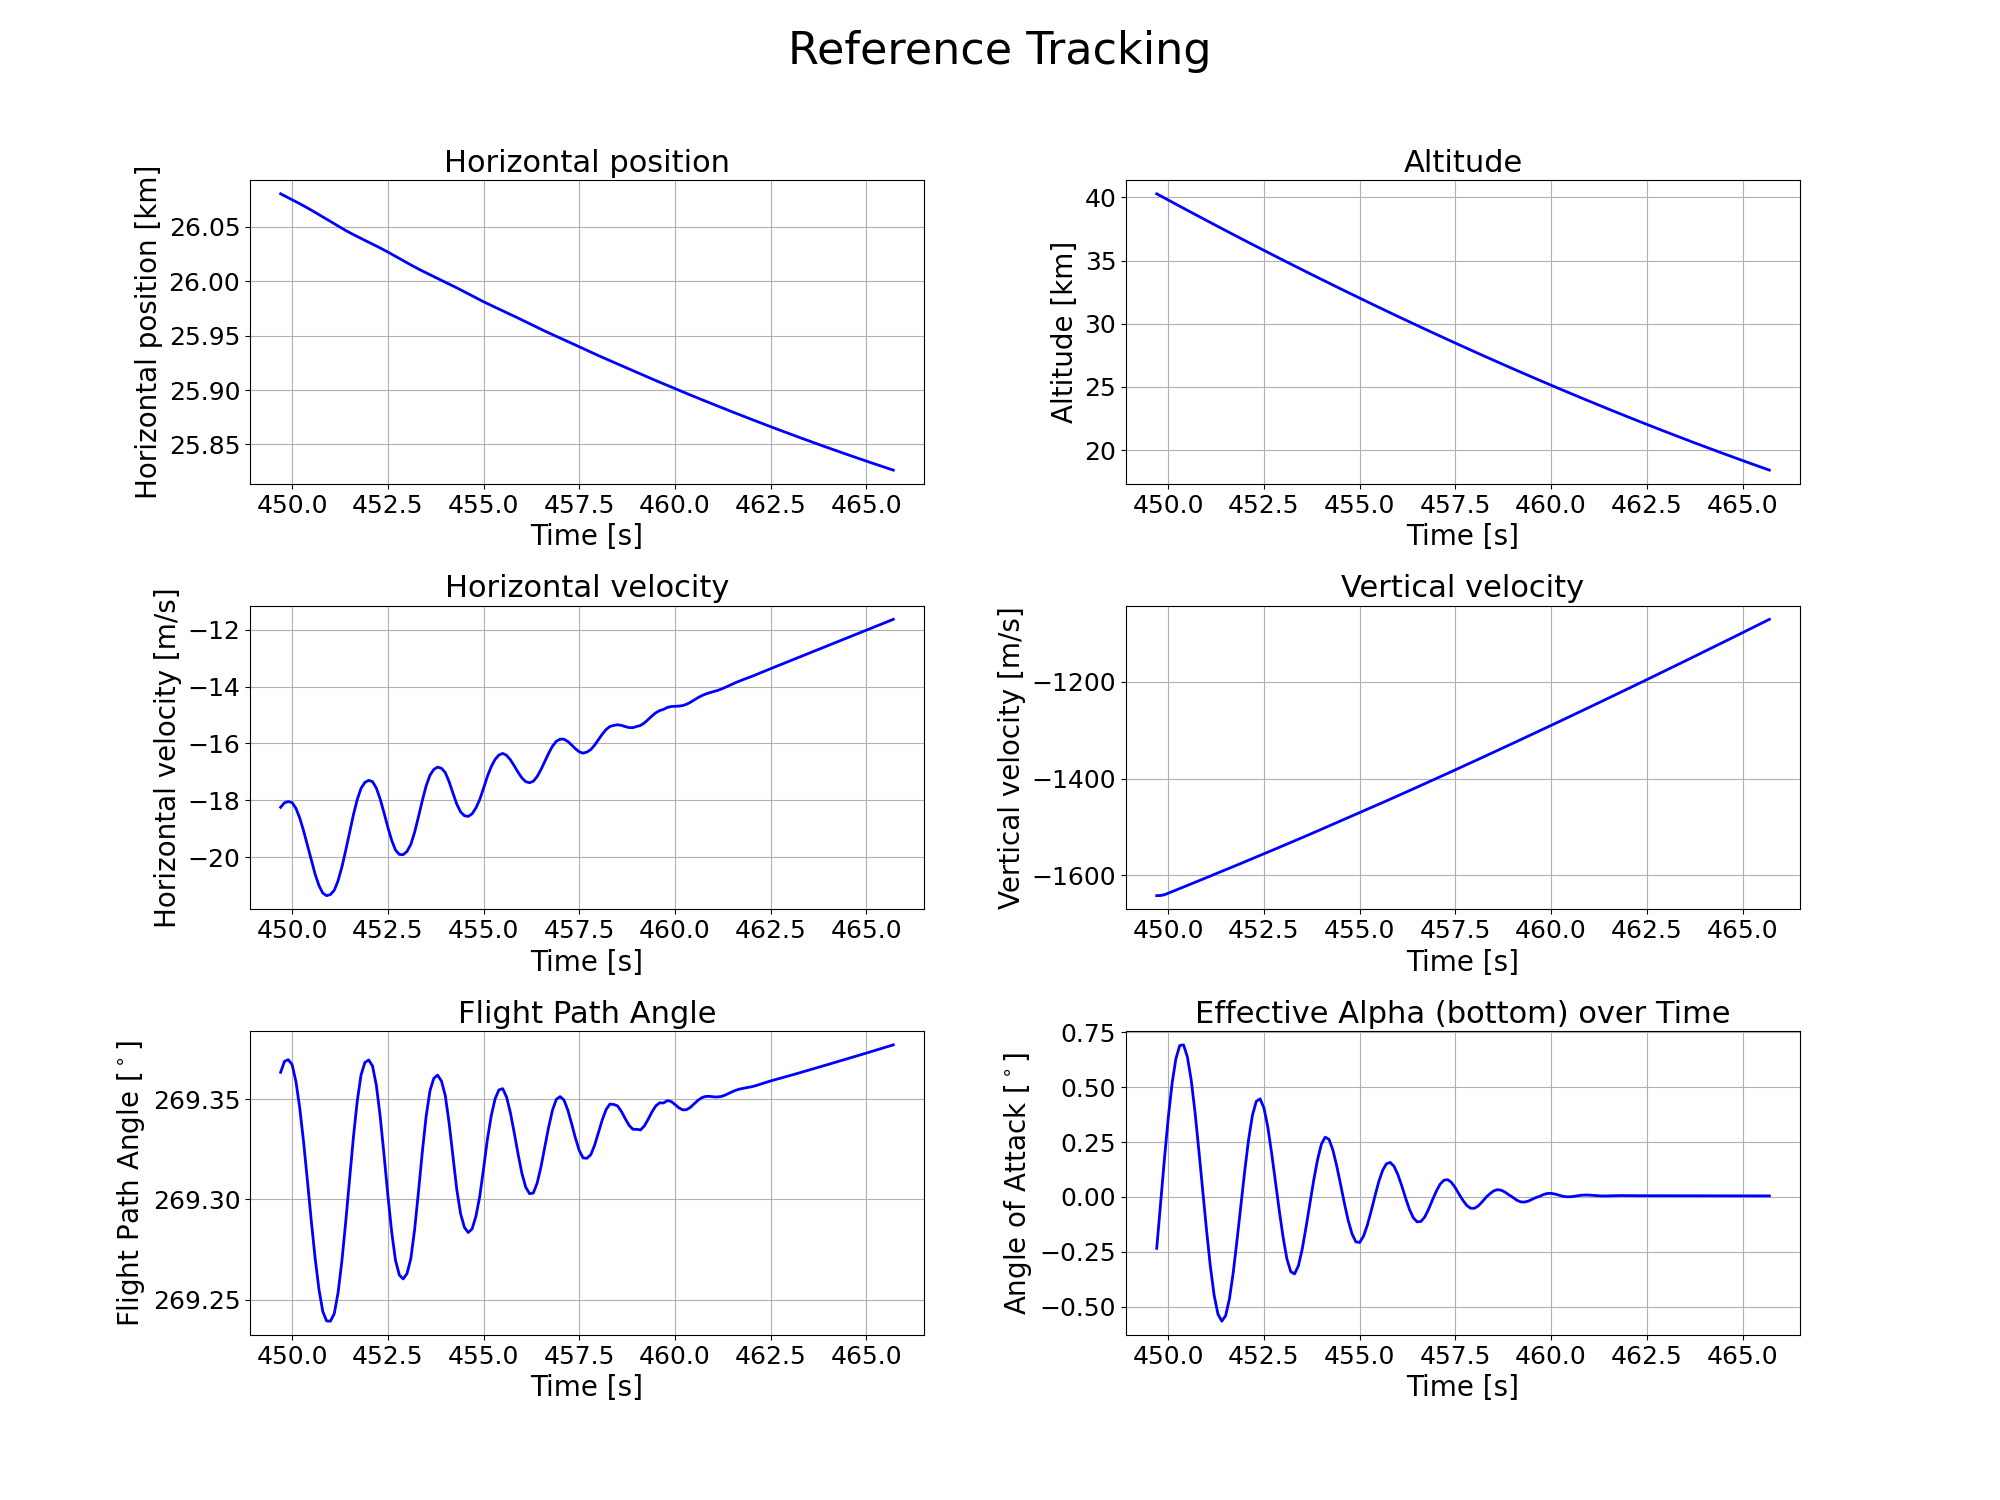 Reference Tracking
Horizontal position
Horizontal position [km]
26.05
26.00
25.95
25.90
25.85
450.0 452.5 455.0 457.5 460.0 462.5 465.0
Time [s]
Altitude
Altitude [km]
40
35
30
25
20
450.0 452.5 455.0 457.5 460.0 462.5 465.0
Time [s]
Horizontal velocity
Horizontal velocity [m/s]
−12
−14
−16
−18
−20
450.0 452.5 455.0 457.5 460.0 462.5 465.0
Time [s]
Vertical velocity
Vertical velocity [m/s]
−1200
−1400
−1600
450.0 452.5 455.0 457.5 460.0 462.5 465.0
Time [s]
Flight Path Angle
Flight Path Angle [°]
269.35
269.30
269.25
450.0 452.5 455.0 457.5 460.0 462.5 465.0
Time [s]
Effective Alpha (bottom) over Time
Angle of Attack [°]
0.75
0.50
0.25
0.00
−0.25
−0.50
450.0 452.5 455.0 457.5 460.0 462.5 465.0
Time [s]